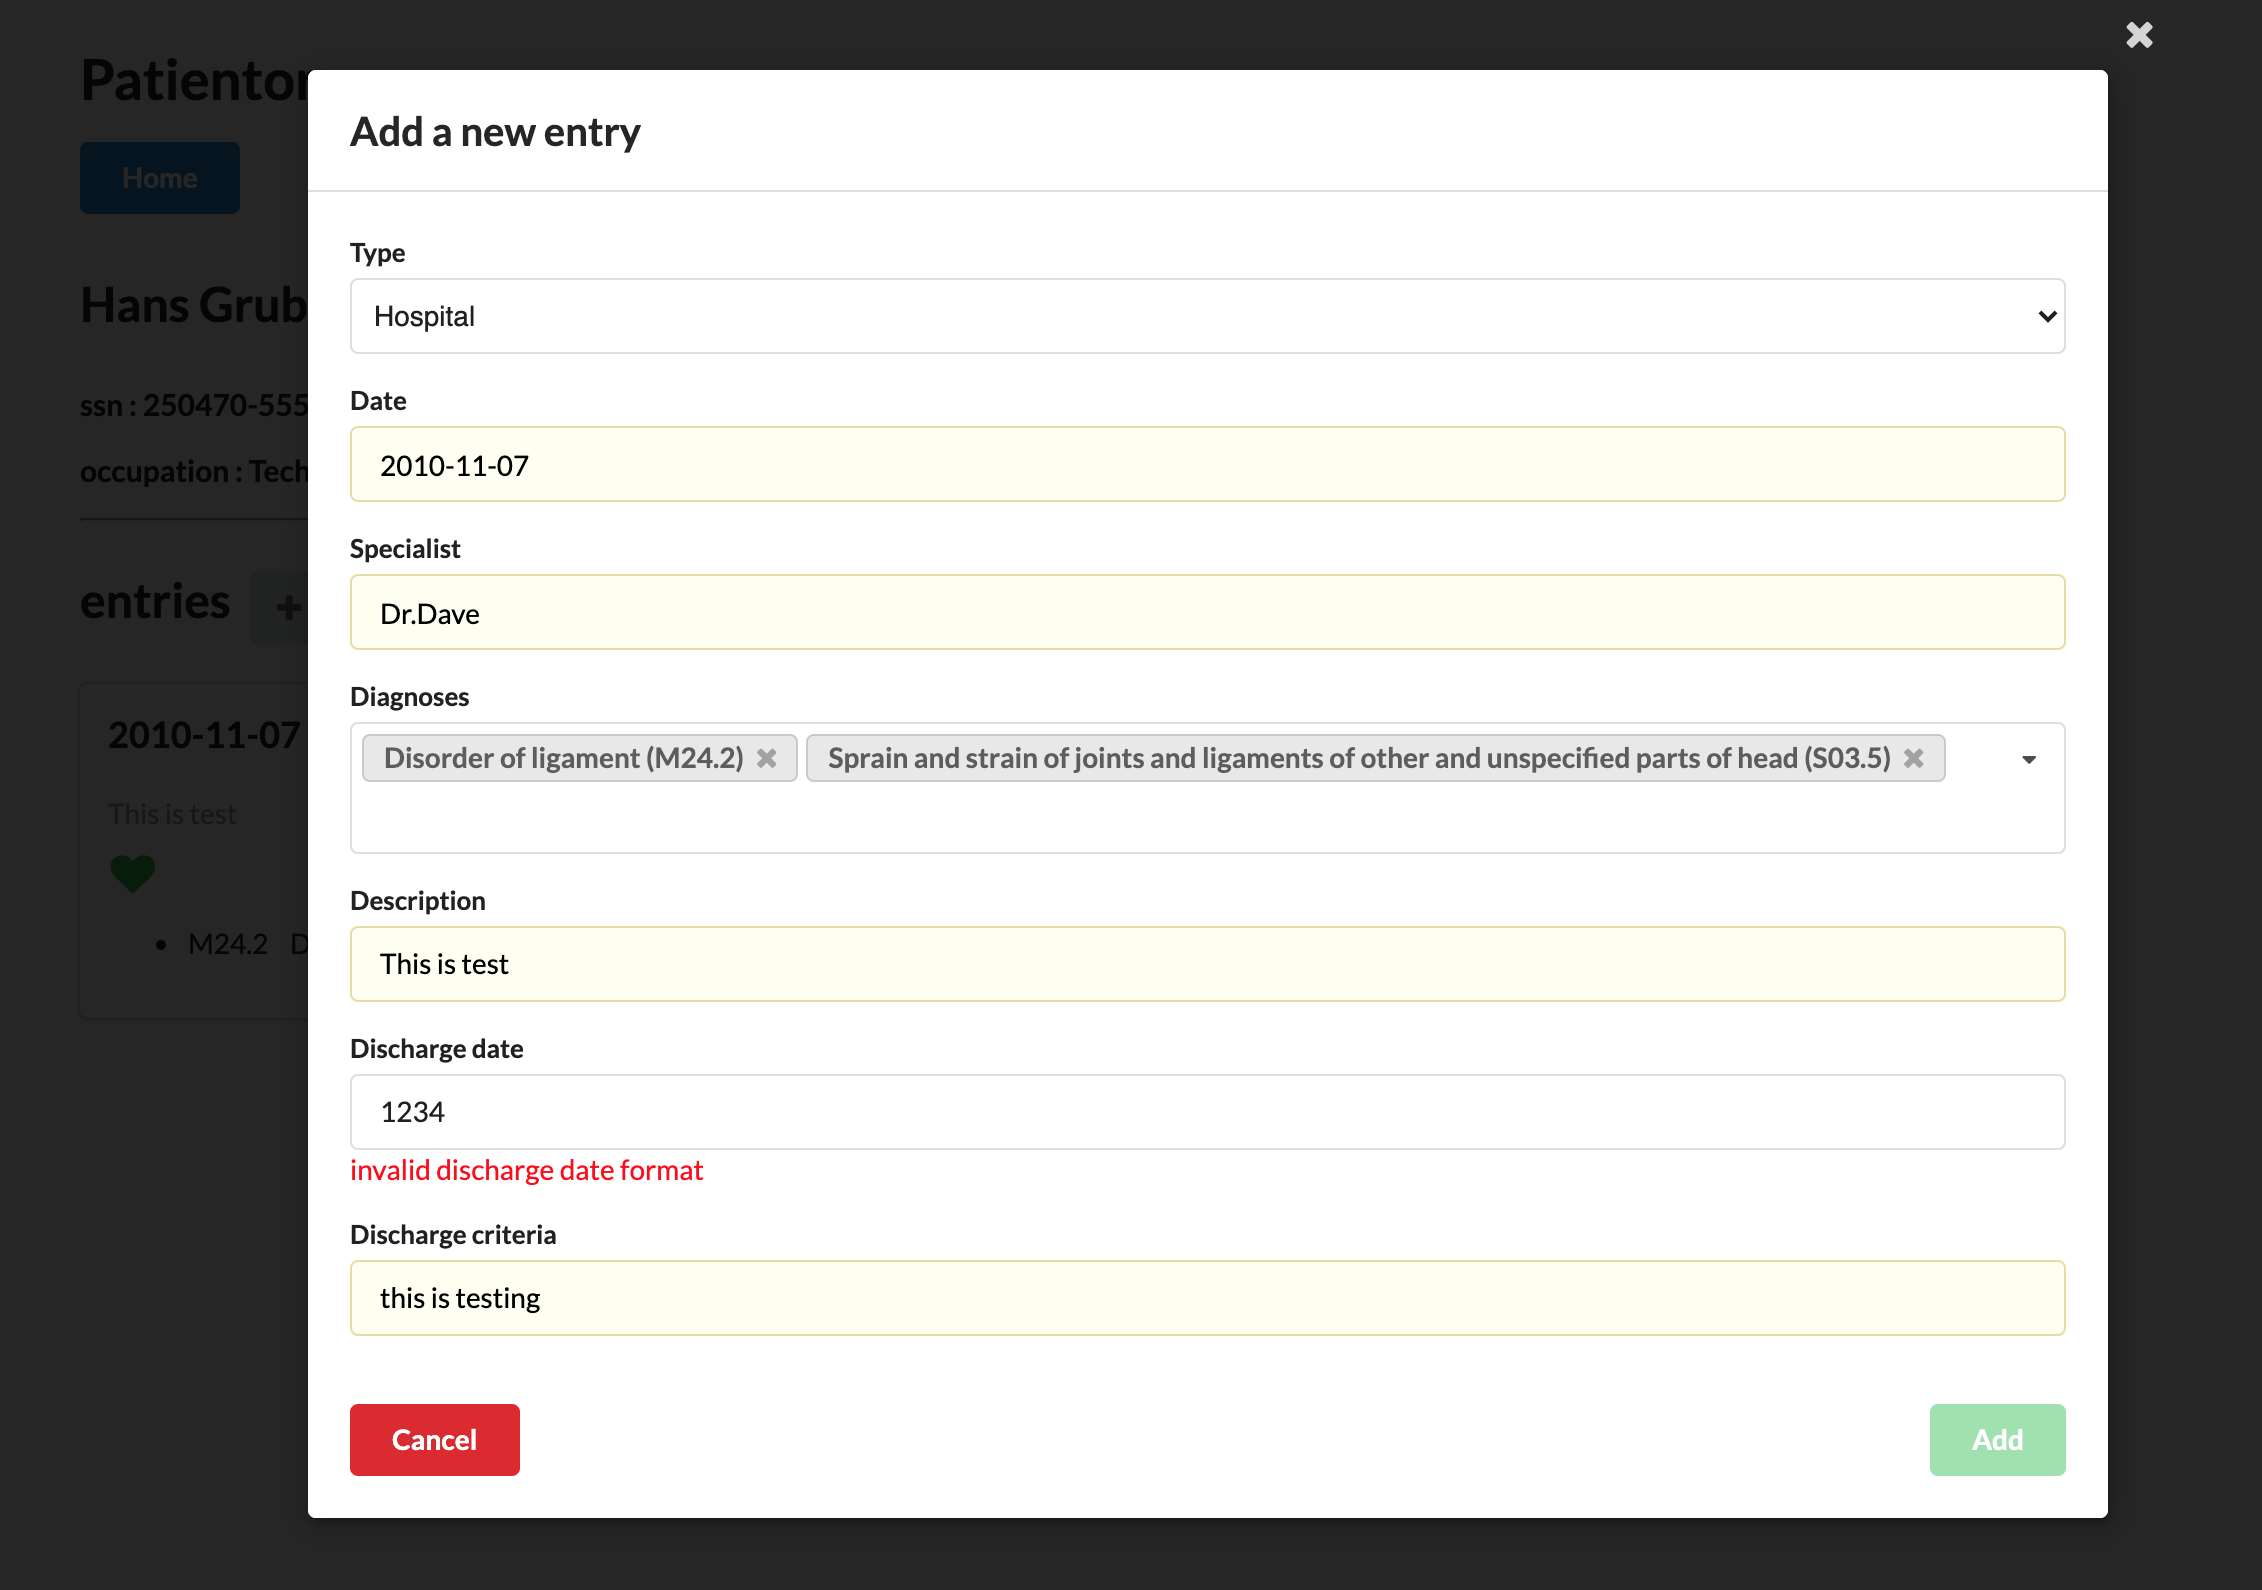 Patientor
Home
Hans Grub
ssn : 250470-555
occupation : Tech
entries
2010-11-07
This is test
M24.2 D
Add a new entry
Type
Hospital
Date
2010-11-07
Specialist
Dr.Dave
Diagnoses
Disorder of ligament (M24.2) Sprain and strain of joints and ligaments of other and unspecified parts of head (S03.5)
Description
This is test
Discharge date
1234
invalid discharge date format
Discharge criteria
this is testing
Cancel Add